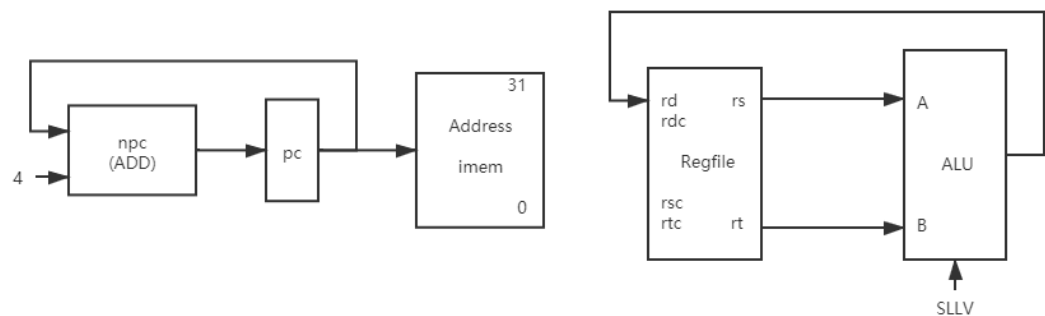 4
npc
(ADD)
pc
31
Address
imem
0
rd
rs
rdc
Regfile
rsc
rtc
rt
A
ALU
B
SLLV